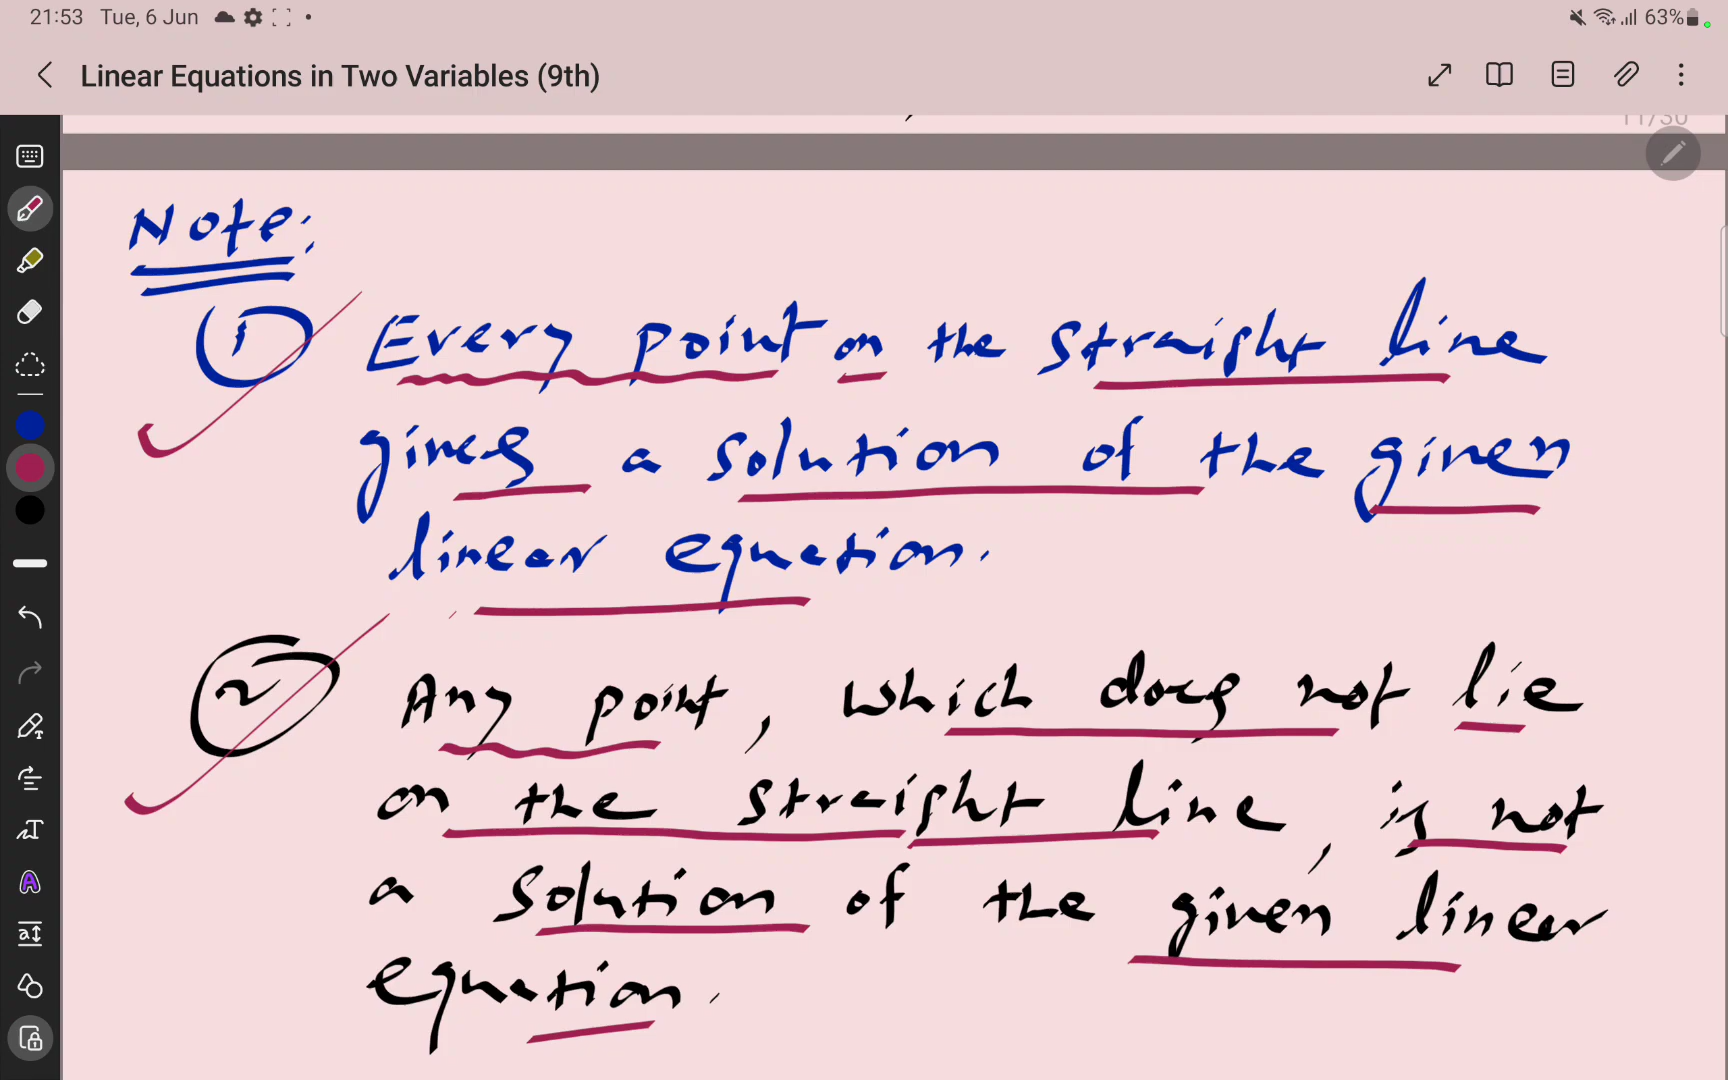 21:53 Tue, 6 Jun 63%
Linear Equations in Two Variables (9th)
11/30
Note:
① Every point on the straight line
gives a solution of the given
linear equation.
② Any point, which does not lie
on the straight line, is not
a solution of the given linear
equation.